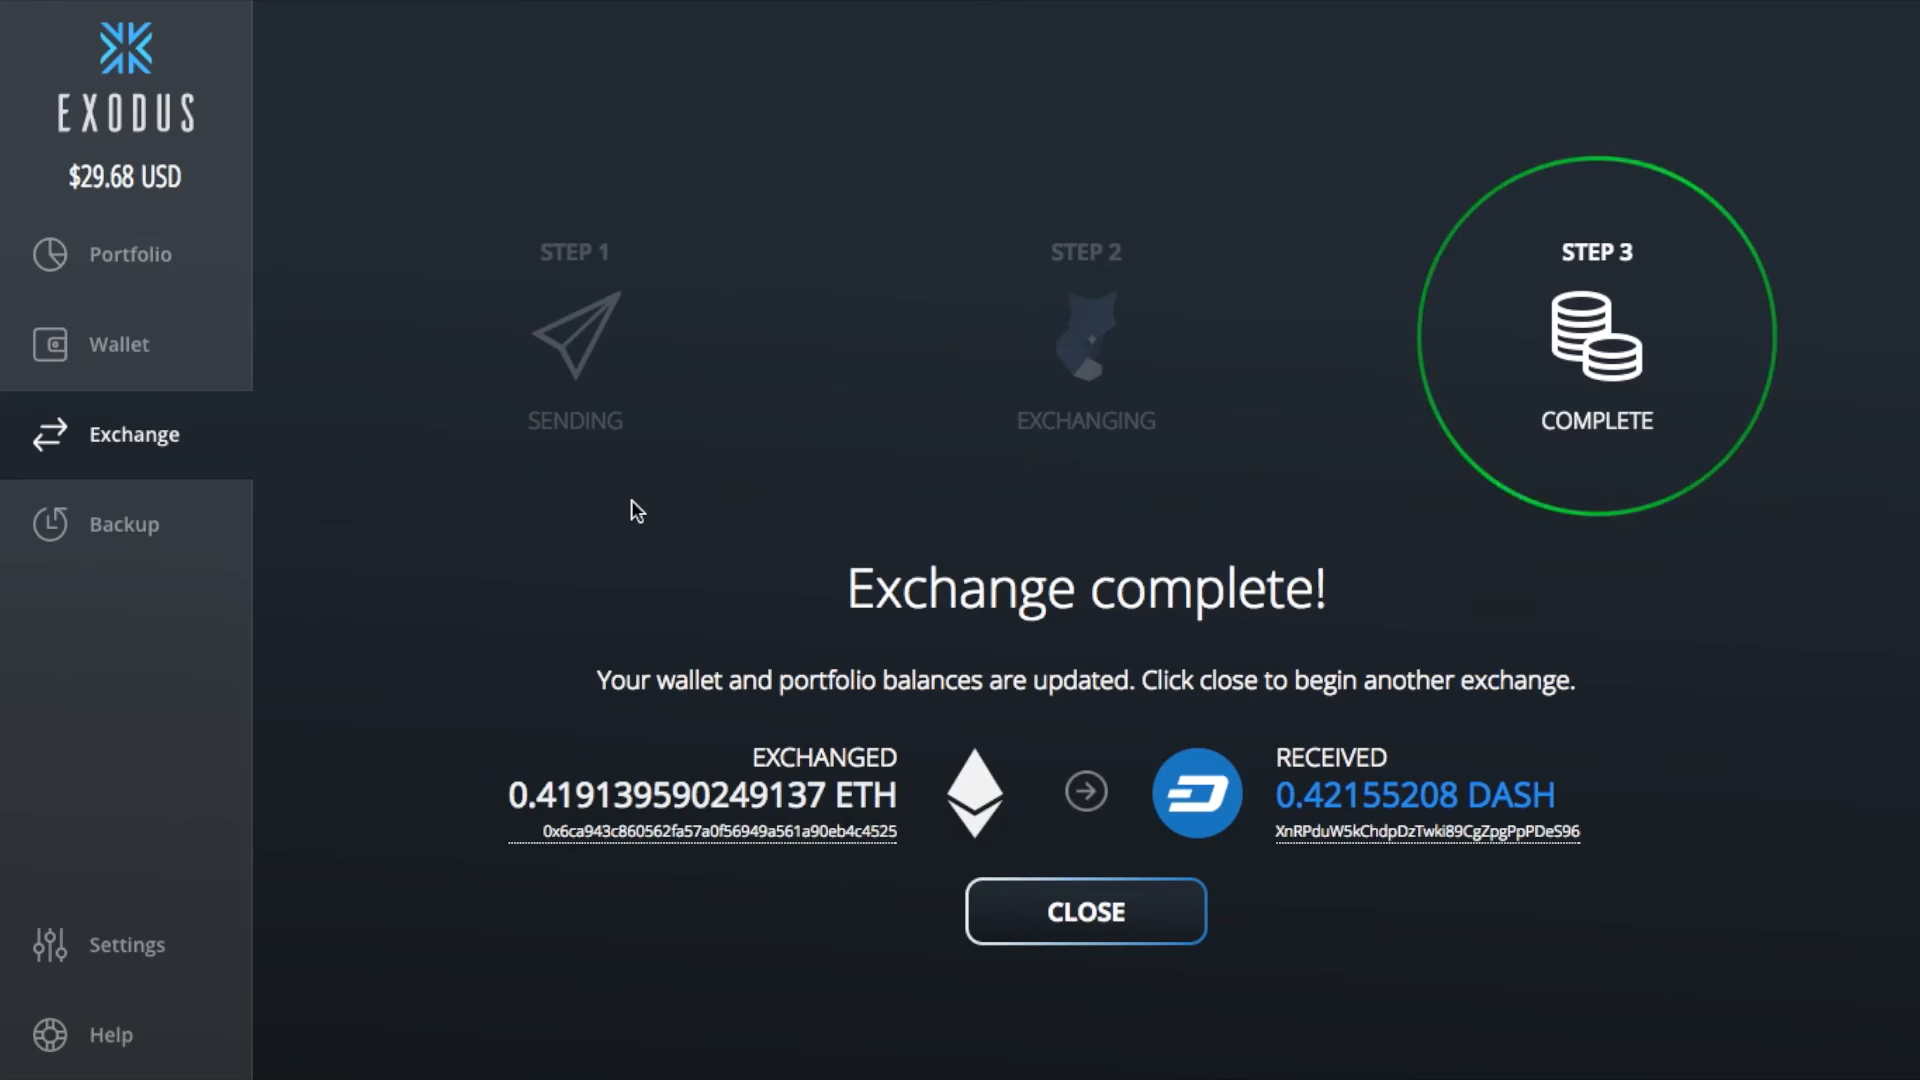 EXODUS
$29.68 USD
Portfolio
Wallet
Exchange
Backup
Settings
Help
STEP 1
SENDING
STEP 2
EXCHANGING
STEP 3
COMPLETE
Exchange complete!
Your wallet and portfolio balances are updated. Click close to begin another exchange.
EXCHANGED
0.419139590249137 ETH
0x6ca943c860562fa57a0f56949a561a90eb4c4525
RECEIVED
0.42155208 DASH
XnRPduW5kChdpDzTwki89CgZpgPpPDeS96
CLOSE